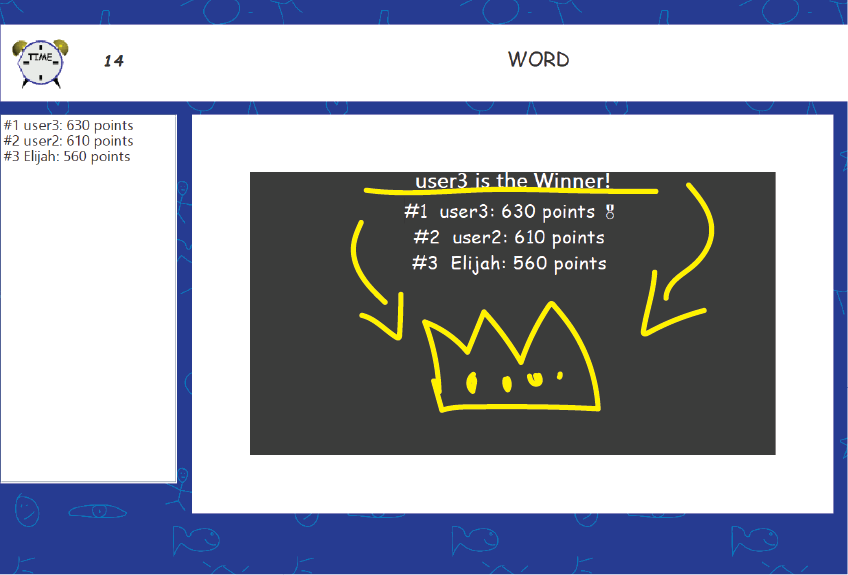 TIME
14
WORD
#1 user3: 630 points
#2 user2: 610 points
#3 Elijah: 560 points
user3 is the Winner!
#1 user3: 630 points 🎖
#2 user2: 610 points
#3 Elijah: 560 points